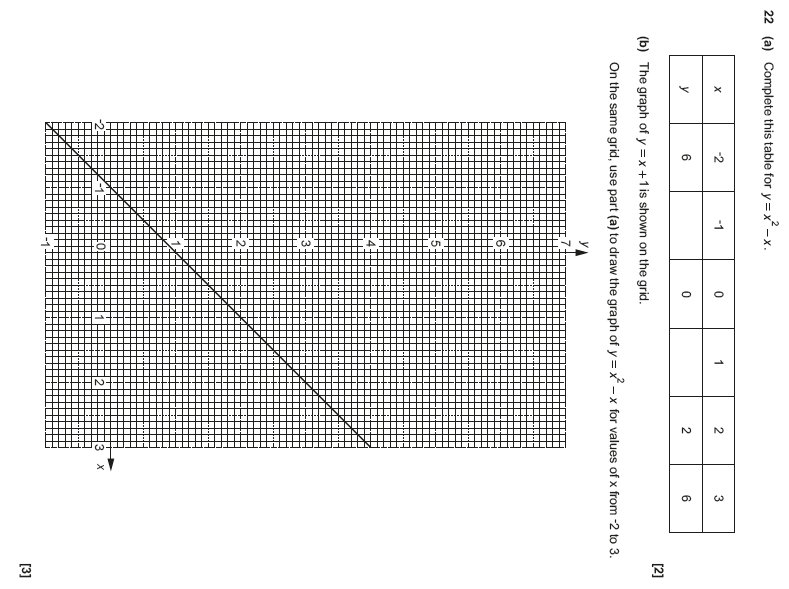 22 (a) Complete this table for y = x² – x.
x -2 -1 0 1 2 3
y 6 0 2 6
[2]
(b) The graph of y = x + 1 is shown on the grid.
On the same grid, use part (a) to draw the graph of y = x² – x for values of x from -2 to 3.
y
7
6
5
4
3
2
1
-2 -1 0 1 2 3 x
-1
[3]